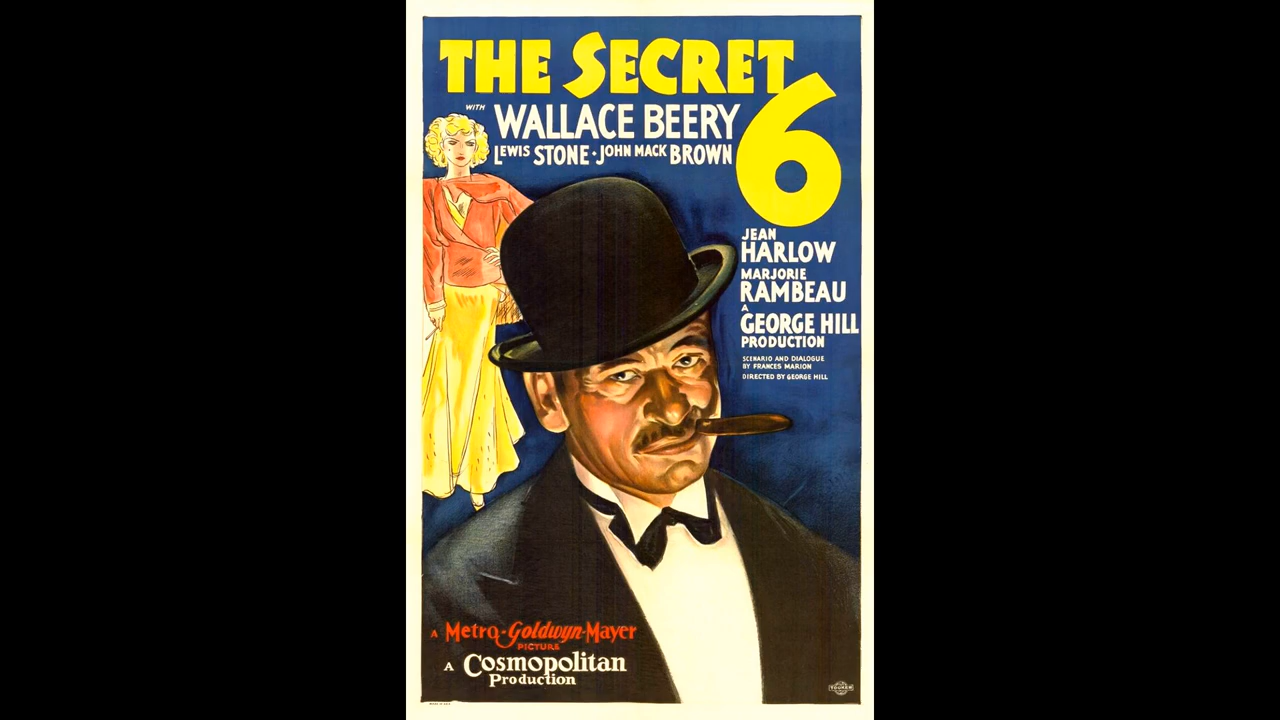 THE SECRET
6
WITH
WALLACE BEERY
LEWIS STONE · JOHN MACK BROWN
JEAN
HARLOW
MARJORIE
RAMBEAU
A
GEORGE HILL
PRODUCTION
SCENARIO AND DIALOGUE
BY FRANCES MARION
DIRECTED BY GEORGE HILL
A Metro-Goldwyn-Mayer
PICTURE
A Cosmopolitan
Production